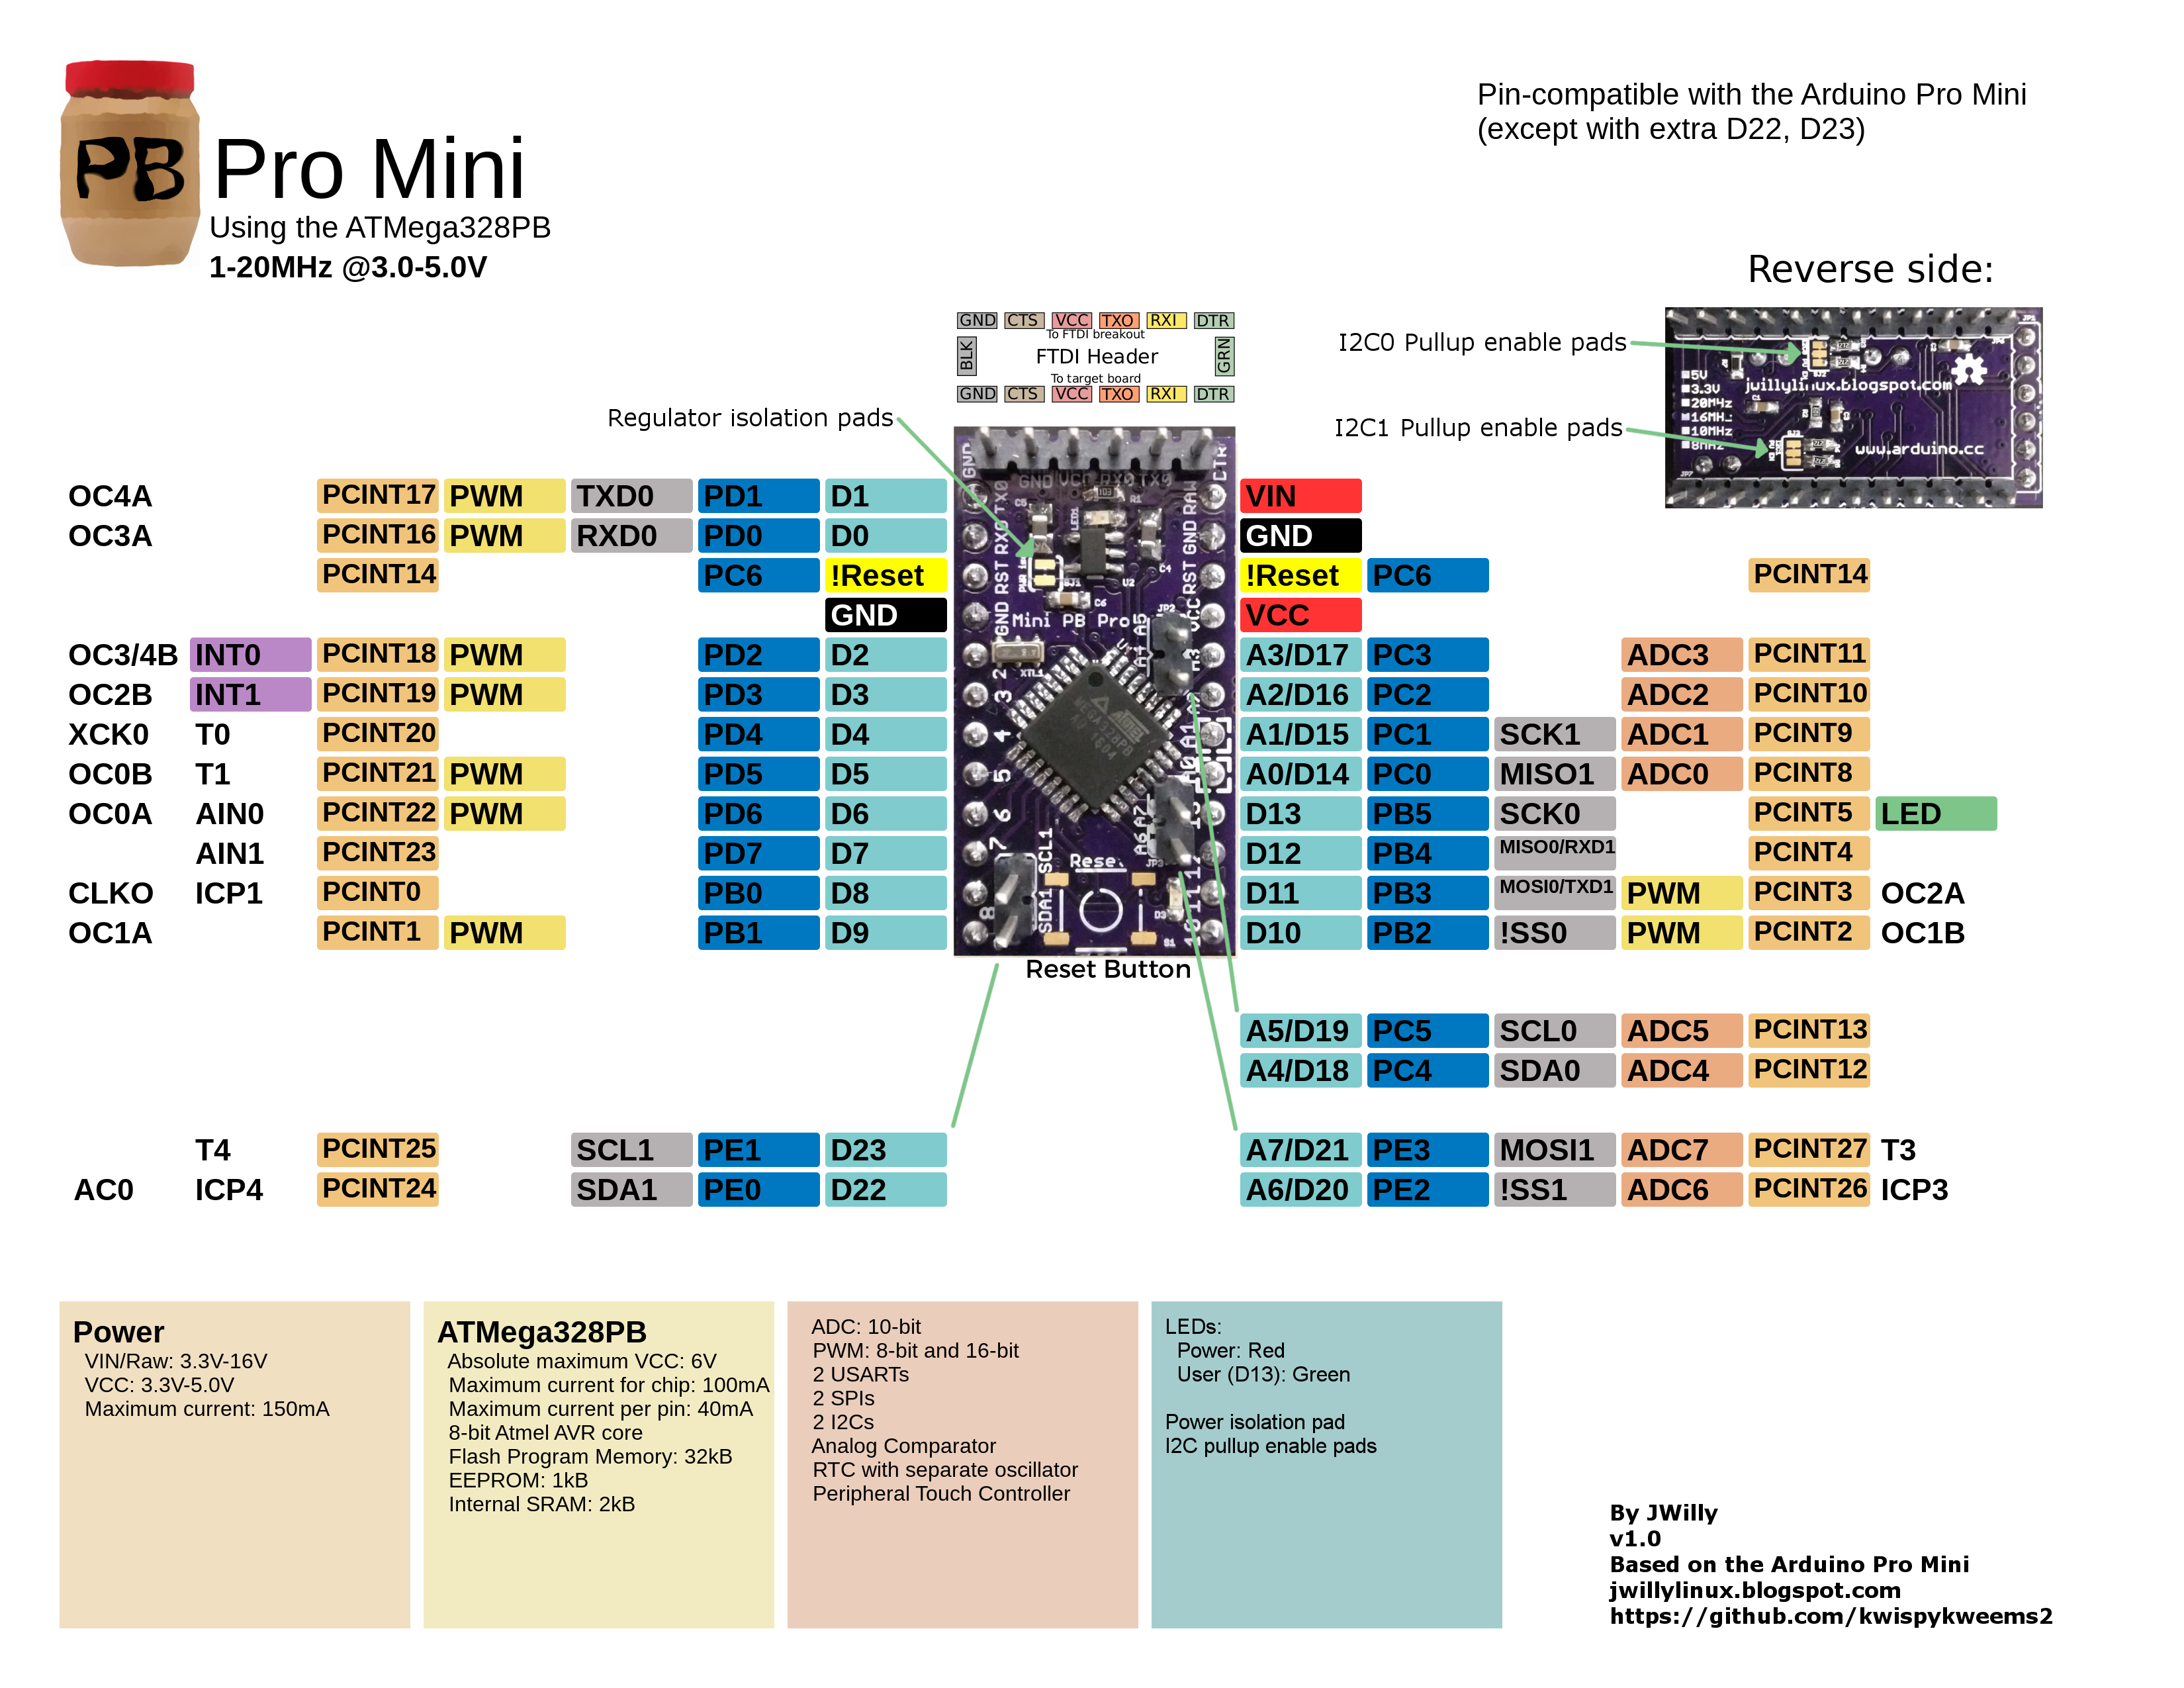 PB
Pro Mini
Using the ATMega328PB
1-20MHz @3.0-5.0V
Pin-compatible with the Arduino Pro Mini
(except with extra D22, D23)
Reverse side:
I2C0 Pullup enable pads
I2C1 Pullup enable pads
5V
3.3V
16MHz
10MHz
8MHz
jwillylinux.blogspot.com
www.arduino.cc
GND CTS VCC TXO RXI DTR
To FTDI breakout
BLK FTDI Header GRN
To target board
GND CTS VCC TXO RXI DTR
Regulator isolation pads
OC4A PCINT17 PWM TXD0 PD1 D1
OC3A PCINT16 PWM RXD0 PD0 D0
PCINT14 PC6 !Reset
GND
OC3/4B INT0 PCINT18 PWM PD2 D2
OC2B INT1 PCINT19 PWM PD3 D3
XCK0 T0 PCINT20 PD4 D4
OC0B T1 PCINT21 PWM PD5 D5
OC0A AIN0 PCINT22 PWM PD6 D6
AIN1 PCINT23 PD7 D7
CLKO ICP1 PCINT0 PB0 D8
OC1A PCINT1 PWM PB1 D9
Mini PB Pro
MEGA328PB
SDA1 SCL1
A6 A7
VIN
GND
!Reset PC6 PCINT14
VCC
A3/D17 PC3 ADC3 PCINT11
A2/D16 PC2 ADC2 PCINT10
A1/D15 PC1 SCK1 ADC1 PCINT9
A0/D14 PC0 MISO1 ADC0 PCINT8
D13 PB5 SCK0 PCINT5 LED
D12 PB4 MISO0/RXD1 PCINT4
D11 PB3 MOSI0/TXD1 PWM PCINT3 OC2A
D10 PB2 !SS0 PWM PCINT2 OC1B
Reset Button
A5/D19 PC5 SCL0 ADC5 PCINT13
A4/D18 PC4 SDA0 ADC4 PCINT12
T4 PCINT25 SCL1 PE1 D23
AC0 ICP4 PCINT24 SDA1 PE0 D22
A7/D21 PE3 MOSI1 ADC7 PCINT27 T3
A6/D20 PE2 !SS1 ADC6 PCINT26 ICP3
Power
VIN/Raw: 3.3V-16V
VCC: 3.3V-5.0V
Maximum current: 150mA
ATMega328PB
Absolute maximum VCC: 6V
Maximum current for chip: 100mA
Maximum current per pin: 40mA
8-bit Atmel AVR core
Flash Program Memory: 32kB
EEPROM: 1kB
Internal SRAM: 2kB
ADC: 10-bit
PWM: 8-bit and 16-bit
2 USARTs
2 SPIs
2 I2Cs
Analog Comparator
RTC with separate oscillator
Peripheral Touch Controller
LEDs:
Power: Red
User (D13): Green
Power isolation pad
I2C pullup enable pads
By JWilly
v1.0
Based on the Arduino Pro Mini
jwillylinux.blogspot.com
https://github.com/kwispykweems2